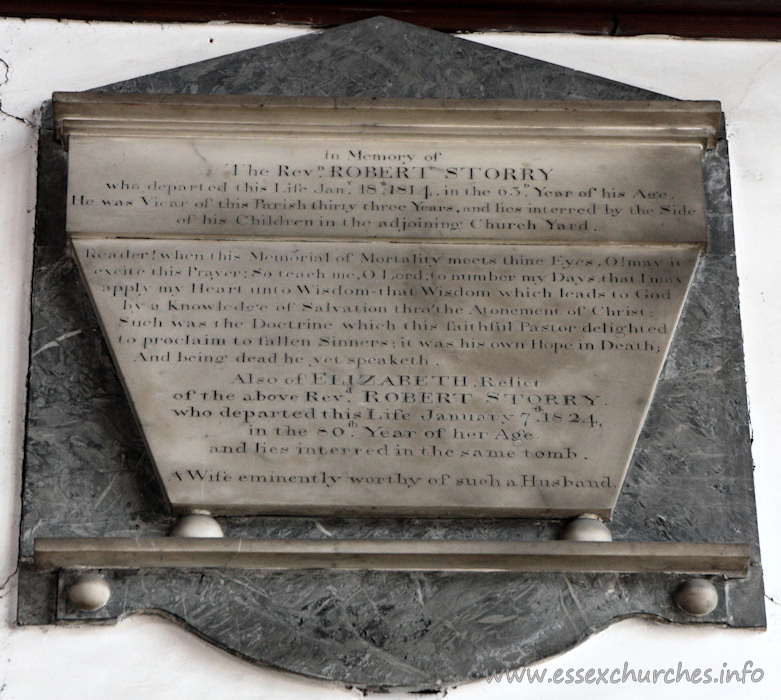 In Memory of
The Revᴰ. ROBERT STORRY
who departed this Life Janʸ. 18ᵗʰ. 1814, in the 63ᴰ. Year of his Age.
He was Vicar of this Parish thirty three Years, and lies interred by the Side
of his Children in the adjoining Church Yard.
Reader! when this Memorial of Mortality meets thine Eyes, O! may it
excite this Prayer; So teach me, O Lord, to number my Days, that I may
apply my Heart unto Wisdom-that Wisdom which leads to God
by a Knowledge of Salvation thro' the Atonement of Christ;
Such was the Doctrine which this faithful Pastor delighted
to proclaim to fallen Sinners; it was his own Hope in Death;
And being dead he yet speaketh.
Also of ELIZABETH, Relict
of the above Revᵈ. ROBERT STORRY.
who departed this Life January 7ᵗʰ. 1824,
in the 80ᵗʰ. Year of her Age
and lies interred in the same tomb.
A Wife eminently worthy of such a Husband.
www.essexchurches.info